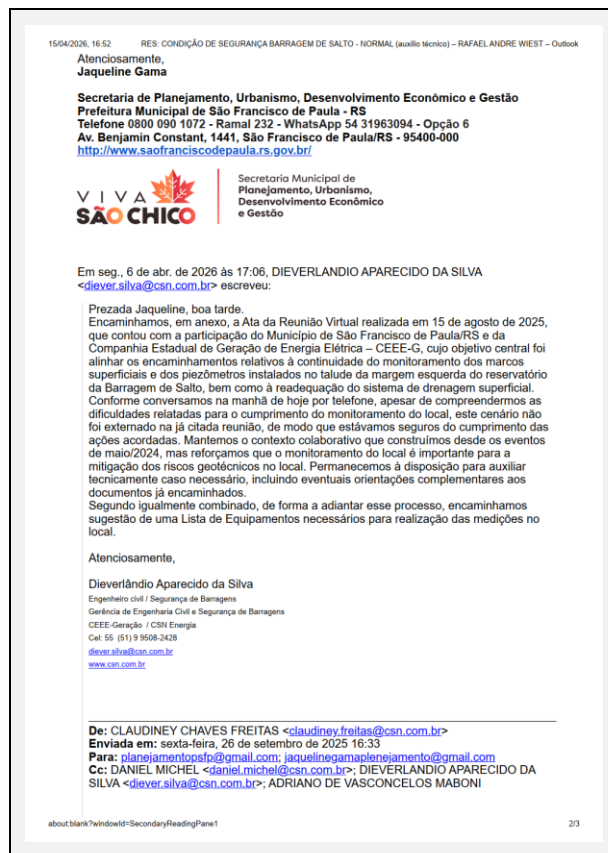 15/04/2026, 16:52 RES: CONDIÇÃO DE SEGURANÇA BARRAGEM DE SALTO - NORMAL (auxílio técnico) – RAFAEL ANDRE WIEST – Outlook
Atenciosamente,
Jaqueline Gama
Secretaria de Planejamento, Urbanismo, Desenvolvimento Econômico e Gestão
Prefeitura Municipal de São Francisco de Paula - RS
Telefone 0800 090 1072 - Ramal 232 - WhatsApp 54 31963094 - Opção 6
Av. Benjamin Constant, 1441, São Francisco de Paula/RS - 95400-000
http://www.saofranciscodepaula.rs.gov.br/
VIVA
SÃO CHICO
Secretaria Municipal de
Planejamento, Urbanismo,
Desenvolvimento Econômico
e Gestão
Em seg., 6 de abr. de 2026 às 17:06, DIEVERLANDIO APARECIDO DA SILVA
<diever.silva@csn.com.br> escreveu:
Prezada Jaqueline, boa tarde.
Encaminhamos, em anexo, a Ata da Reunião Virtual realizada em 15 de agosto de 2025,
que contou com a participação do Município de São Francisco de Paula/RS e da
Companhia Estadual de Geração de Energia Elétrica – CEEE-G, cujo objetivo central foi
alinhar os encaminhamentos relativos à continuidade do monitoramento dos marcos
superficiais e dos piezômetros instalados no talude da margem esquerda do reservatório
da Barragem de Salto, bem como à readequação do sistema de drenagem superficial.
Conforme conversamos na manhã de hoje por telefone, apesar de compreendermos as
dificuldades relatadas para o cumprimento do monitoramento do local, este cenário não
foi externado na já citada reunião, de modo que estávamos seguros do cumprimento das
ações acordadas. Mantemos o contexto colaborativo que construímos desde os eventos
de maio/2024, mas reforçamos que o monitoramento do local é importante para a
mitigação dos riscos geotécnicos no local. Permanecemos à disposição para auxiliar
tecnicamente caso necessário, incluindo eventuais orientações complementares aos
documentos já encaminhados.
Segundo igualmente combinado, de forma a adiantar esse processo, encaminhamos
sugestão de uma Lista de Equipamentos necessários para realização das medições no
local.
Atenciosamente,
Dieverlândio Aparecido da Silva
Engenheiro civil / Segurança de Barragens
Gerência de Engenharia Civil e Segurança de Barragens
CEEE-Geração / CSN Energia
Cel: 55 (51) 9 9508-2428
diever.silva@csn.com.br
www.csn.com.br
De: CLAUDINEY CHAVES FREITAS <claudiney.freitas@csn.com.br>
Enviada em: sexta-feira, 26 de setembro de 2025 16:33
Para: planejamentopsfp@gmail.com; jaquelinegamaplenejamento@gmail.com
Cc: DANIEL MICHEL <daniel.michel@csn.com.br>; DIEVERLANDIO APARECIDO DA
SILVA <diever.silva@csn.com.br>; ADRIANO DE VASCONCELOS MABONI
about:blank?windowId=SecondaryReadingPane1 2/3